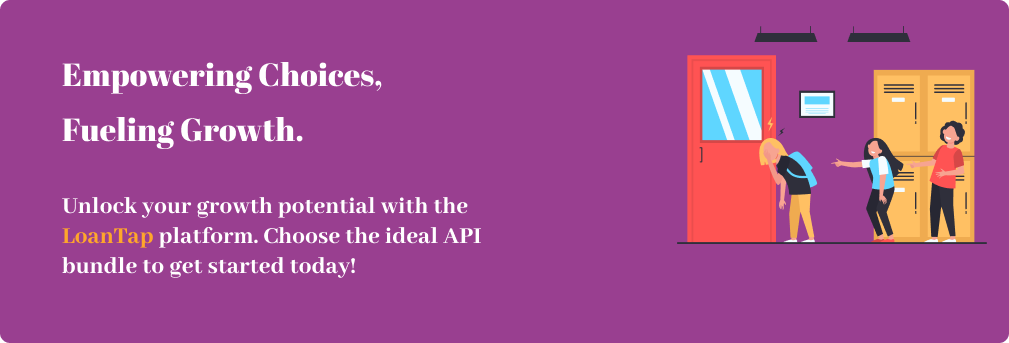 Empowering Choices,
Fueling Growth.
Unlock your growth potential with the
LoanTap platform. Choose the ideal API
bundle to get started today!